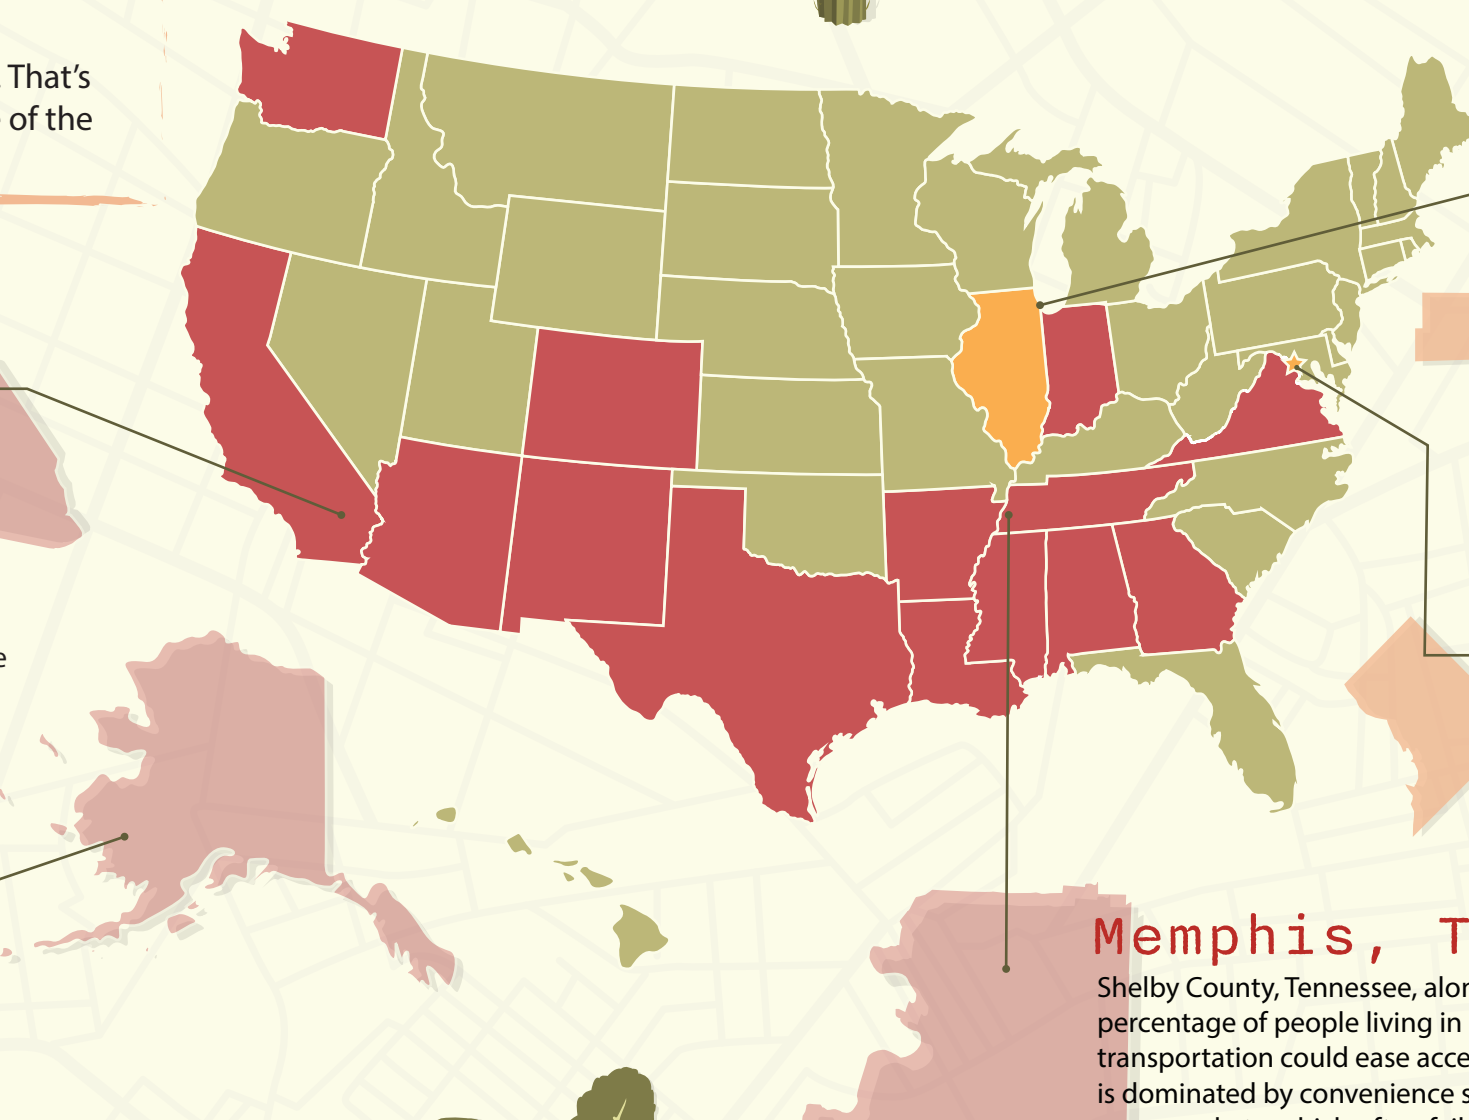 . That's
of the
e
Memphis, T
Shelby County, Tennessee, alon
percentage of people living in
transportation could ease acce
is dominated by convenience s